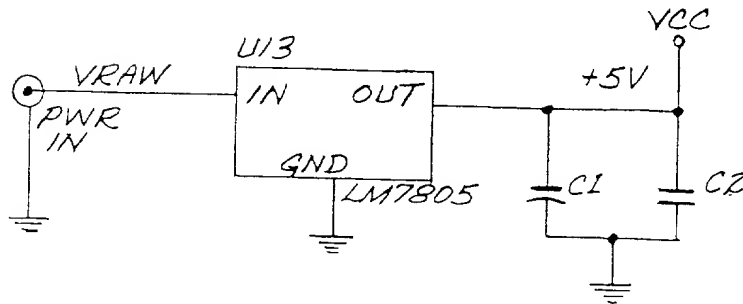 U13
VCC
VRAW
+5V
IN
OUT
PWR
IN
GND
LM7805
C1
C2